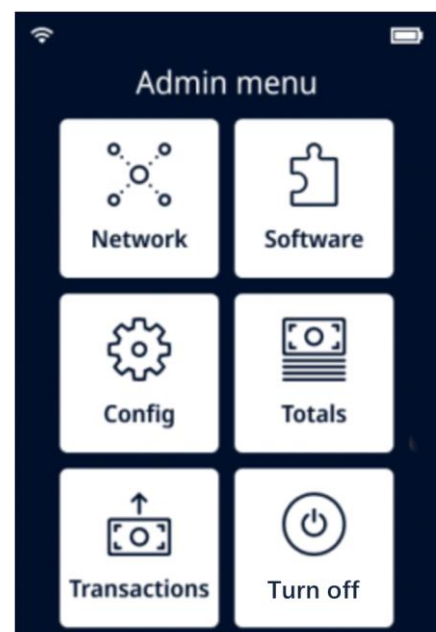 Admin menu
Network
Software
Config
Totals
Transactions
Turn off